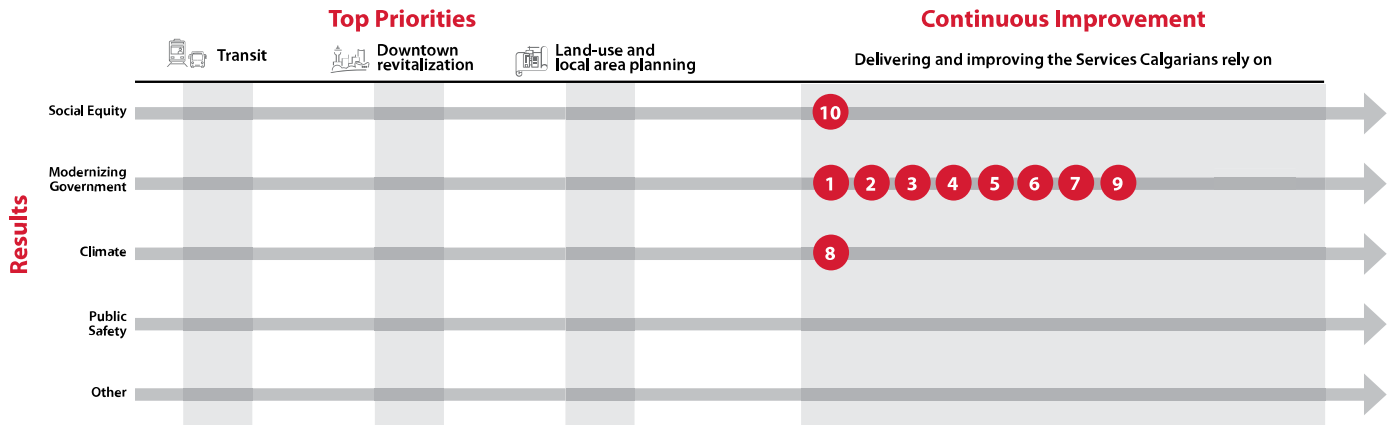 Top Priorities
Continuous Improvement
Transit
Downtown
revitalization
Land-use and
local area planning
Delivering and improving the Services Calgarians rely on
Results
Social Equity
10
Modernizing
Government
1 2 3 4 5 6 7 9
Climate
8
Public
Safety
Other